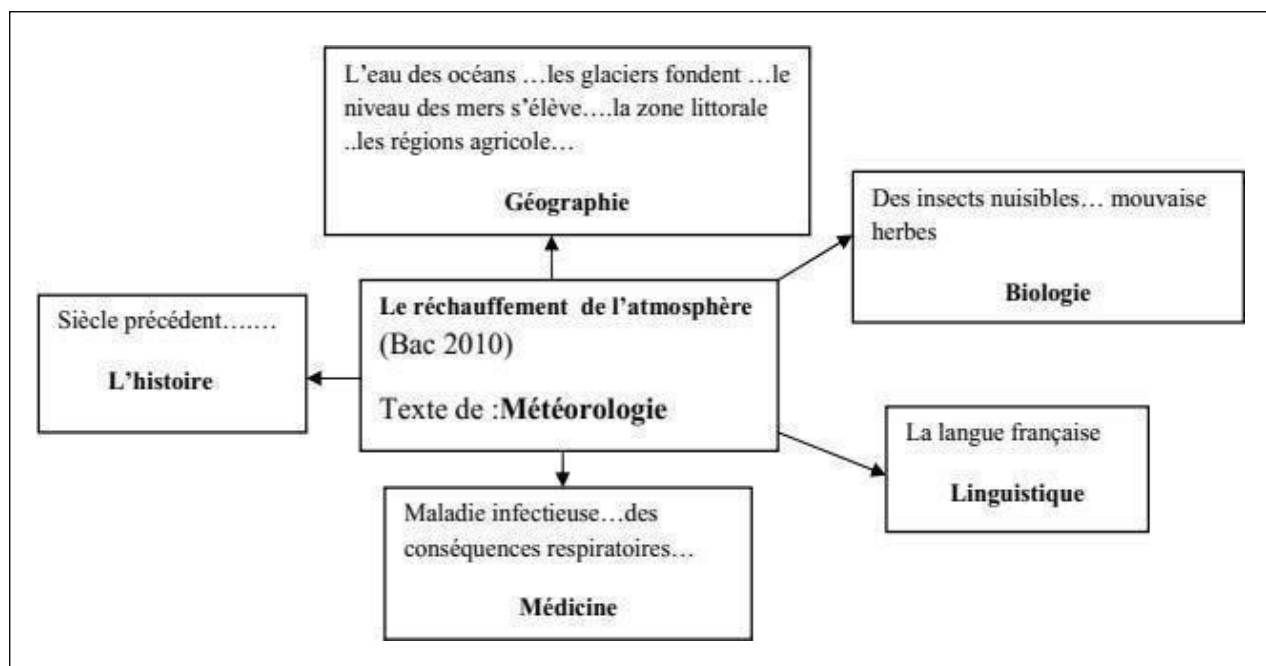 L’eau des océans …les glaciers fondent …le
niveau des mers s’élève….la zone littorale
..les régions agricole…
Géographie
Des insects nuisibles… mouvaise
herbes
Biologie
Siècle précédent….…
L’histoire
Le réchauffement de l’atmosphère
(Bac 2010)
Texte de :Météorologie
La langue française
Linguistique
Maladie infectieuse…des
conséquences respiratoires…
Médicine